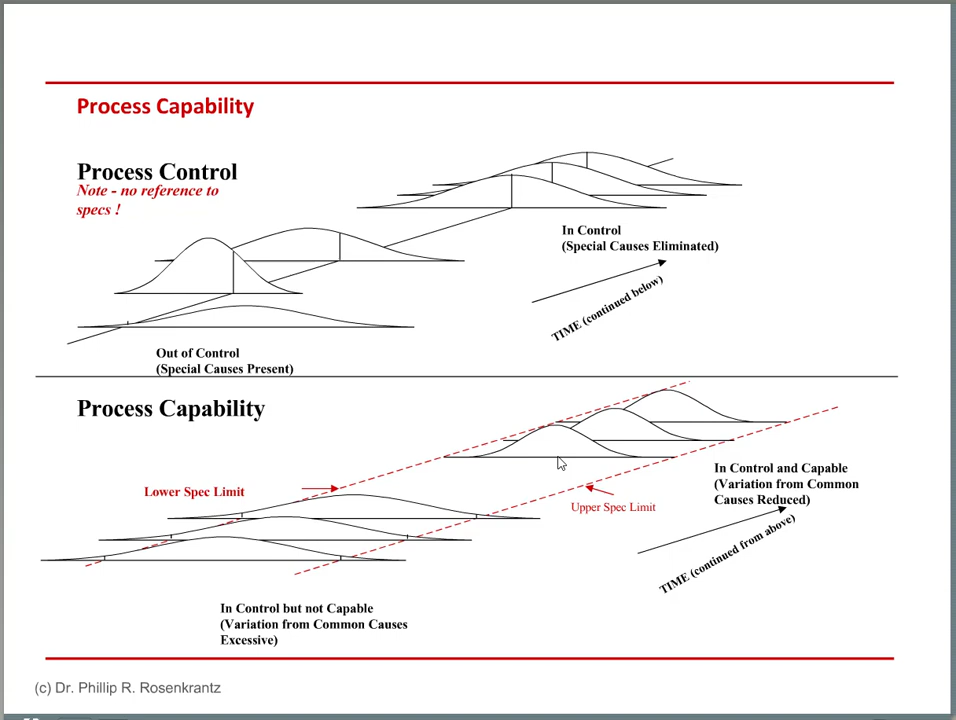 Process Capability
Process Control
Note - no reference to
specs !
In Control
(Special Causes Eliminated)
TIME (continued below)
Out of Control
(Special Causes Present)
Process Capability
In Control and Capable
(Variation from Common
Causes Reduced)
Lower Spec Limit
Upper Spec Limit
TIME (continued from above)
In Control but not Capable
(Variation from Common Causes
Excessive)
(c) Dr. Phillip R. Rosenkrantz